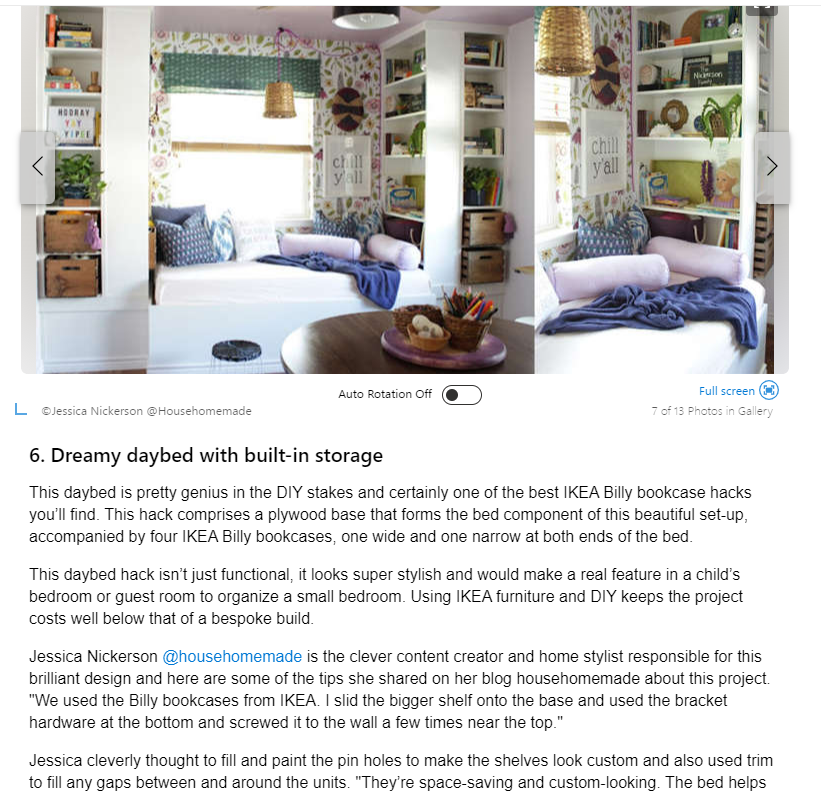 HOORAY
YAY
YIPEE
chill
y'all
chill
y'all
The
Nickerson
Family
Auto Rotation Off
Full screen
©Jessica Nickerson @Househomemade
7 of 13 Photos in Gallery
6. Dreamy daybed with built-in storage
This daybed is pretty genius in the DIY stakes and certainly one of the best IKEA Billy bookcase hacks
you’ll find. This hack comprises a plywood base that forms the bed component of this beautiful set-up,
accompanied by four IKEA Billy bookcases, one wide and one narrow at both ends of the bed.
This daybed hack isn’t just functional, it looks super stylish and would make a real feature in a child’s
bedroom or guest room to organize a small bedroom. Using IKEA furniture and DIY keeps the project
costs well below that of a bespoke build.
Jessica Nickerson @househomemade is the clever content creator and home stylist responsible for this
brilliant design and here are some of the tips she shared on her blog househomemade about this project.
"We used the Billy bookcases from IKEA. I slid the bigger shelf onto the base and used the bracket
hardware at the bottom and screwed it to the wall a few times near the top."
Jessica cleverly thought to fill and paint the pin holes to make the shelves look custom and also used trim
to fill any gaps between and around the units. "They’re space-saving and custom-looking. The bed helps